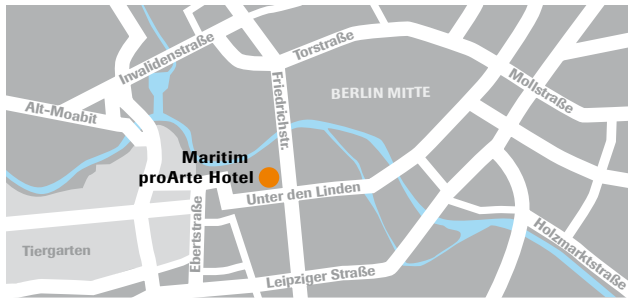 Invalidenstraße
Torstraße
Friedrichstr.
BERLIN MITTE
Mollstraße
Alt-Moabit
Maritim
proArte Hotel
Unter den Linden
Ebertstraße
Tiergarten
Leipziger Straße
Holzmarktstraße